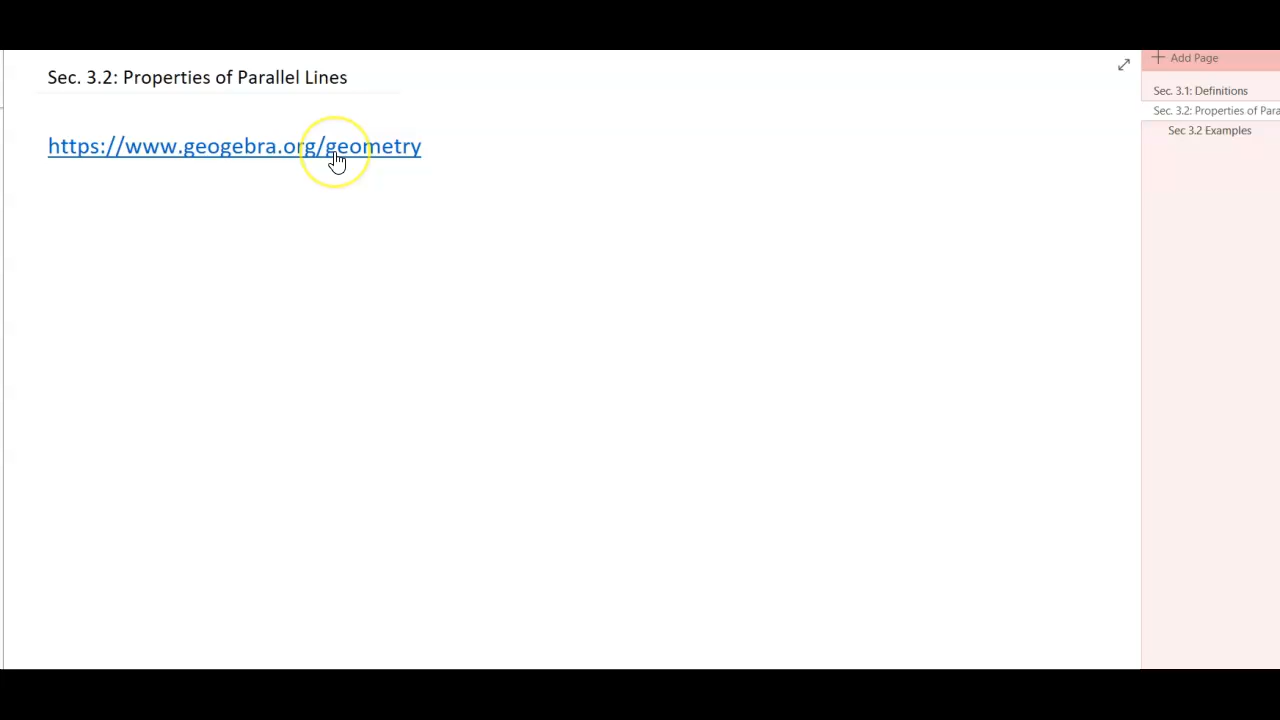 Sec. 3.2: Properties of Parallel Lines
https://www.geogebra.org/geometry
Add Page
Sec. 3.1: Definitions
Sec. 3.2: Properties of Para
Sec 3.2 Examples